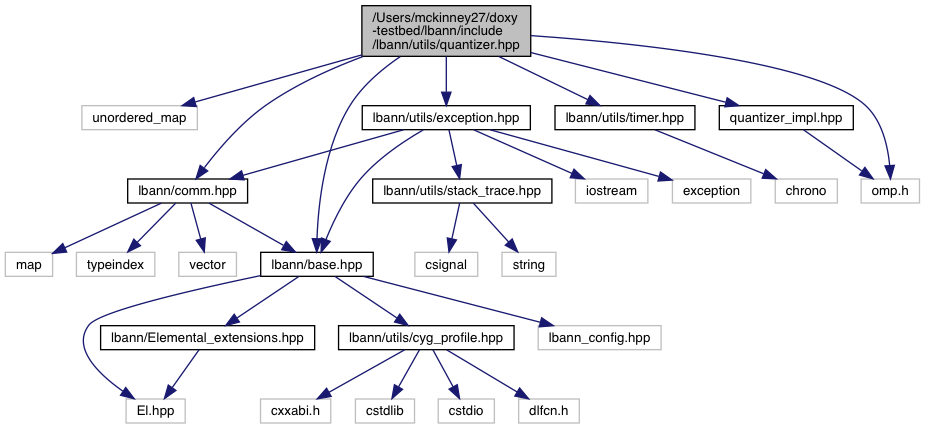 /Users/mckinney27/doxy
-testbed/lbann/include
/lbann/utils/quantizer.hpp
unordered_map
lbann/utils/exception.hpp
lbann/utils/timer.hpp
quantizer_impl.hpp
lbann/comm.hpp
lbann/utils/stack_trace.hpp
iostream
exception
chrono
omp.h
map
typeindex
vector
lbann/base.hpp
csignal
string
lbann/Elemental_extensions.hpp
lbann/utils/cyg_profile.hpp
lbann_config.hpp
El.hpp
cxxabi.h
cstdlib
cstdio
dlfcn.h